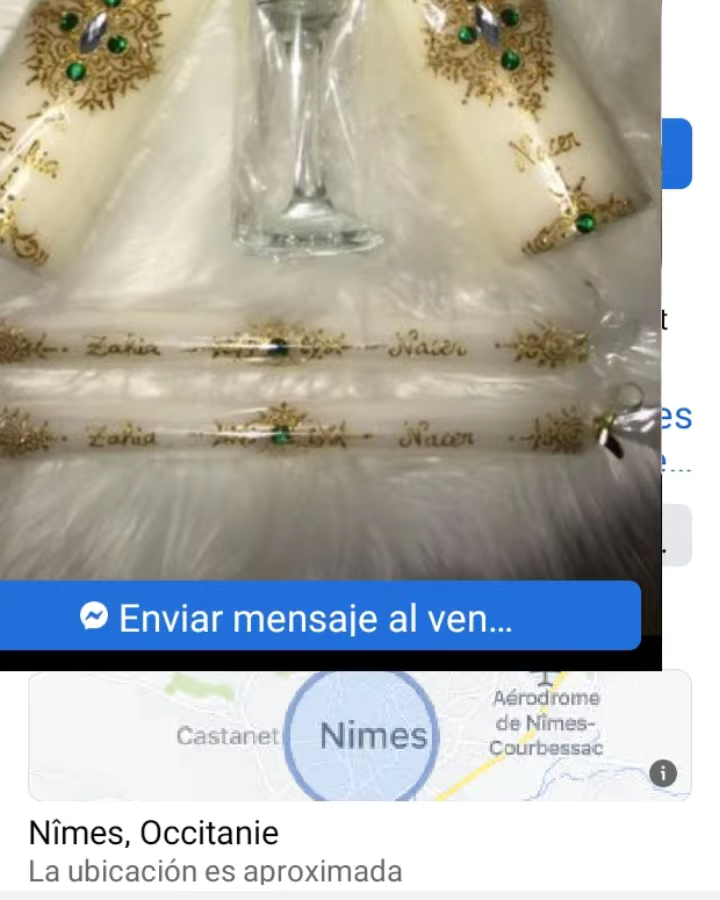 Nacer
Zahia Nacer
Zahia Nacer
t
es
e...
.
Enviar mensaje al ven...
Castanet
Nimes
Aérodrome
de Nîmes-
Courbessac
i
Nîmes, Occitanie
La ubicación es aproximada